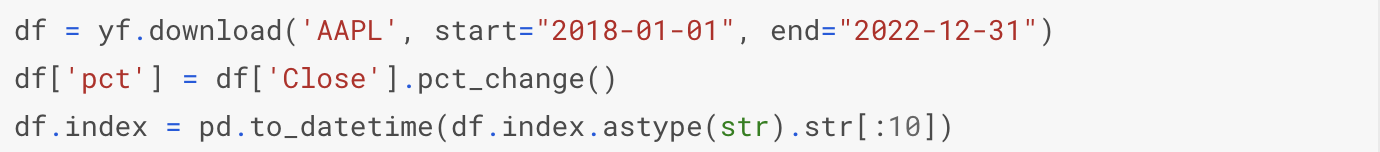 df = yf.download('AAPL', start="2018-01-01", end="2022-12-31")
df['pct'] = df['Close'].pct_change()
df.index = pd.to_datetime(df.index.astype(str).str[:10])